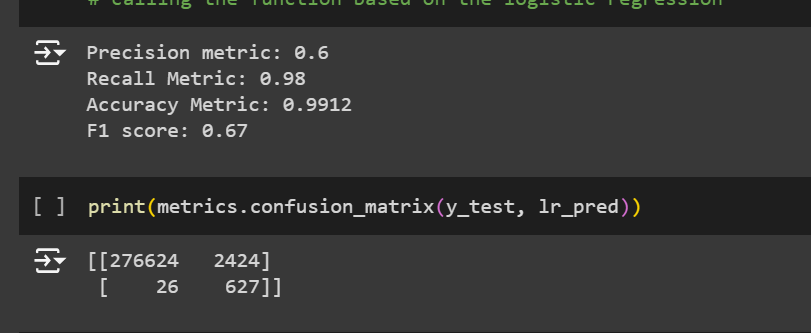 # Calling the function based on the logistic regression
Precision metric: 0.6
Recall Metric: 0.98
Accuracy Metric: 0.9912
F1 score: 0.67
[ ] print(metrics.confusion_matrix(y_test, lr_pred))
[[276624   2424]
 [    26    627]]